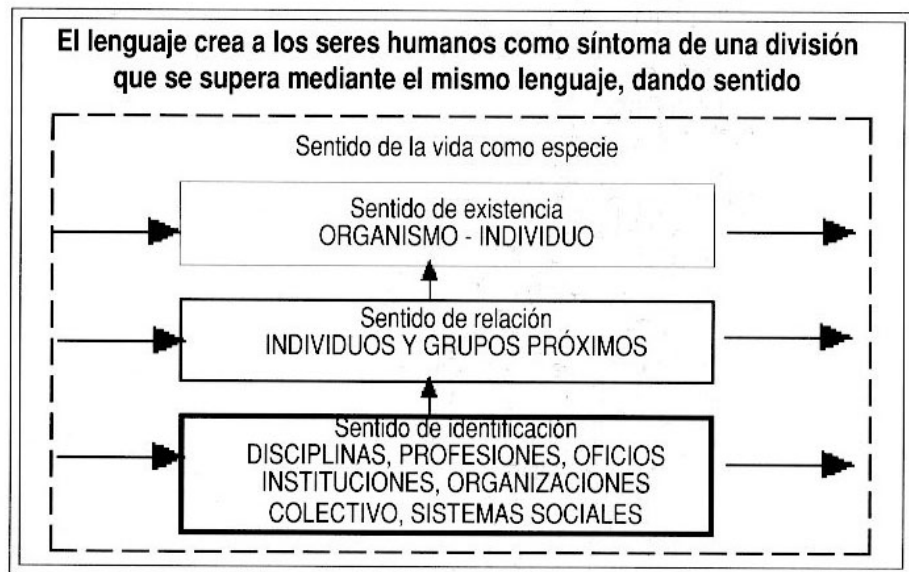 El lenguaje crea a los seres humanos como síntoma de una división
que se supera mediante el mismo lenguaje, dando sentido
Sentido de la vida como especie
Sentido de existencia
ORGANISMO - INDIVIDUO
Sentido de relación
INDIVIDUOS Y GRUPOS PRÓXIMOS
Sentido de identificación
DISCIPLINAS, PROFESIONES, OFICIOS
INSTITUCIONES, ORGANIZACIONES
COLECTIVO, SISTEMAS SOCIALES